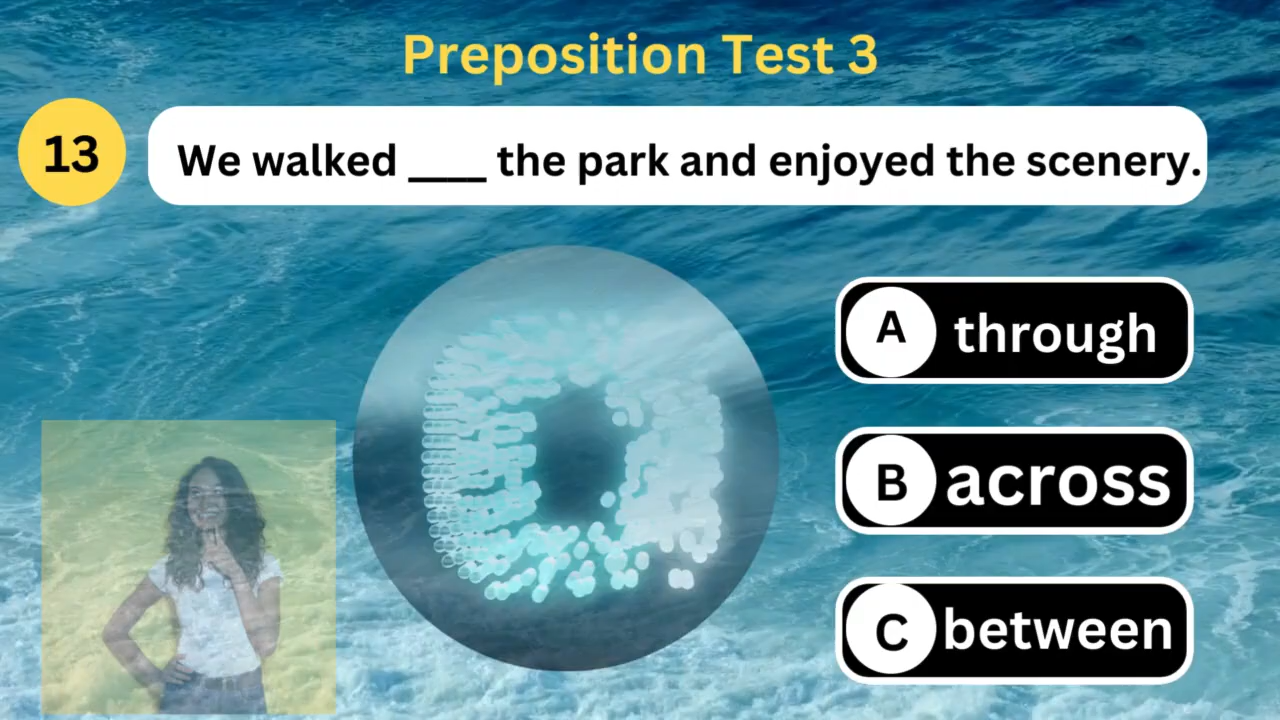 Preposition Test 3
13
We walked ____ the park and enjoyed the scenery.
A through
B across
C between